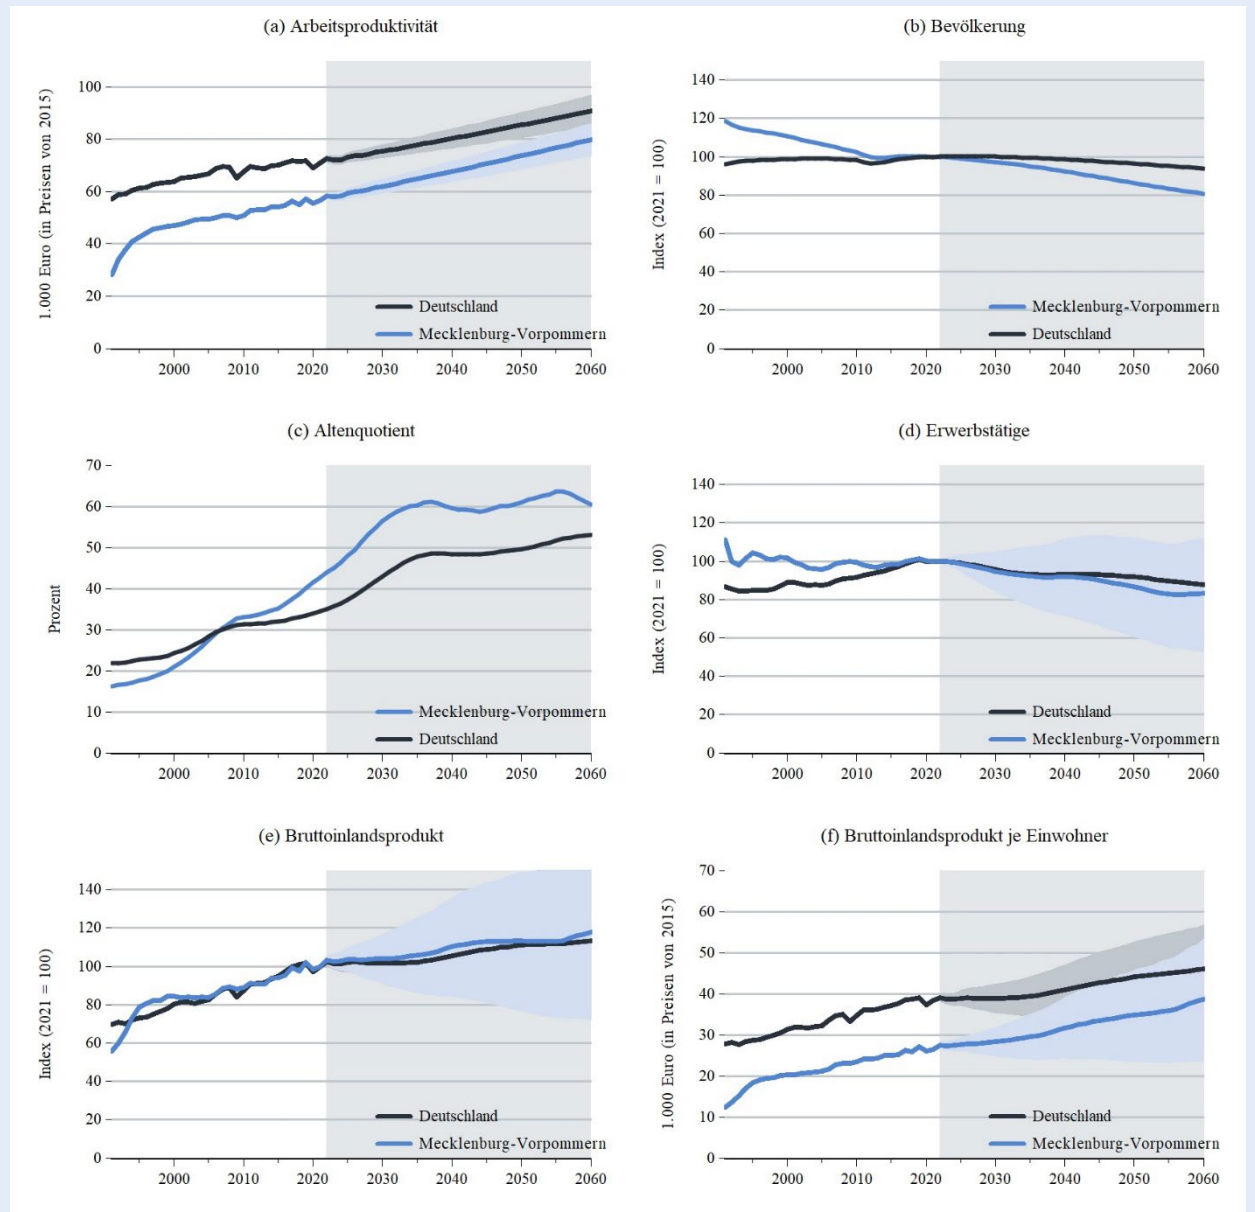 (a) Arbeitsproduktivität
1.000 Euro (in Preisen von 2015)
100
80
60
40
20
0
Deutschland
Mecklenburg-Vorpommern
2000 2010 2020 2030 2040 2050 2060
(b) Bevölkerung
Index (2021 = 100)
140
120
100
80
60
40
20
0
Mecklenburg-Vorpommern
Deutschland
2000 2010 2020 2030 2040 2050 2060
(c) Altenquotient
Prozent
70
60
50
40
30
20
10
0
Mecklenburg-Vorpommern
Deutschland
2000 2010 2020 2030 2040 2050 2060
(d) Erwerbstätige
Index (2021 = 100)
140
120
100
80
60
40
20
0
Deutschland
Mecklenburg-Vorpommern
2000 2010 2020 2030 2040 2050 2060
(e) Bruttoinlandsprodukt
Index (2021 = 100)
140
120
100
80
60
40
20
0
Deutschland
Mecklenburg-Vorpommern
2000 2010 2020 2030 2040 2050 2060
(f) Bruttoinlandsprodukt je Einwohner
1.000 Euro (in Preisen von 2015)
70
60
50
40
30
20
10
0
Deutschland
Mecklenburg-Vorpommern
2000 2010 2020 2030 2040 2050 2060